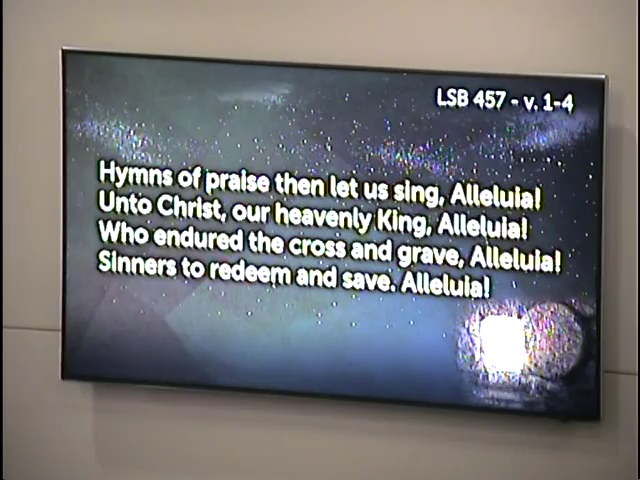 LSB 457 - v. 1-4
Hymns of praise then let us sing, Alleluia!
Unto Christ, our heavenly King, Alleluia!
Who endured the cross and grave, Alleluia!
Sinners to redeem and save. Alleluia!